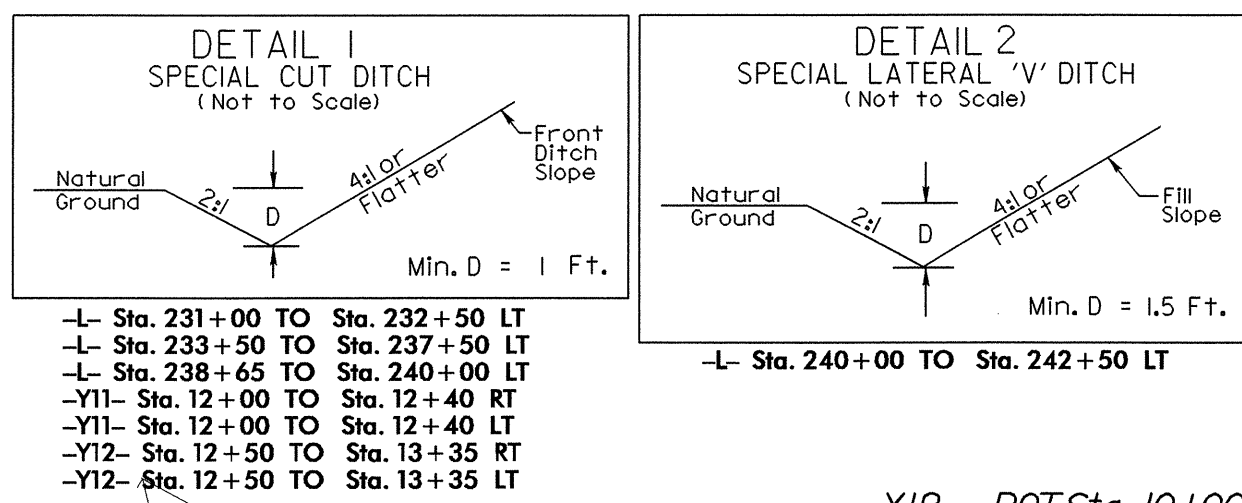 DETAIL 1
SPECIAL CUT DITCH
(Not to Scale)
Natural
Ground
2:1
D
4:1 or
Flatter
Front
Ditch
Slope
Min. D = 1 Ft.
-L- Sta. 231+00 TO Sta. 232+50 LT
-L- Sta. 233+50 TO Sta. 237+50 LT
-L- Sta. 238+65 TO Sta. 240+00 LT
-Y11- Sta. 12+00 TO Sta. 12+40 RT
-Y11- Sta. 12+00 TO Sta. 12+40 LT
-Y12- Sta. 12+50 TO Sta. 13+35 RT
-Y12- Sta. 12+50 TO Sta. 13+35 LT
DETAIL 2
SPECIAL LATERAL 'V' DITCH
(Not to Scale)
Natural
Ground
2:1
D
4:1 or
Flatter
Fill
Slope
Min. D = 1.5 Ft.
-L- Sta. 240+00 TO Sta. 242+50 LT